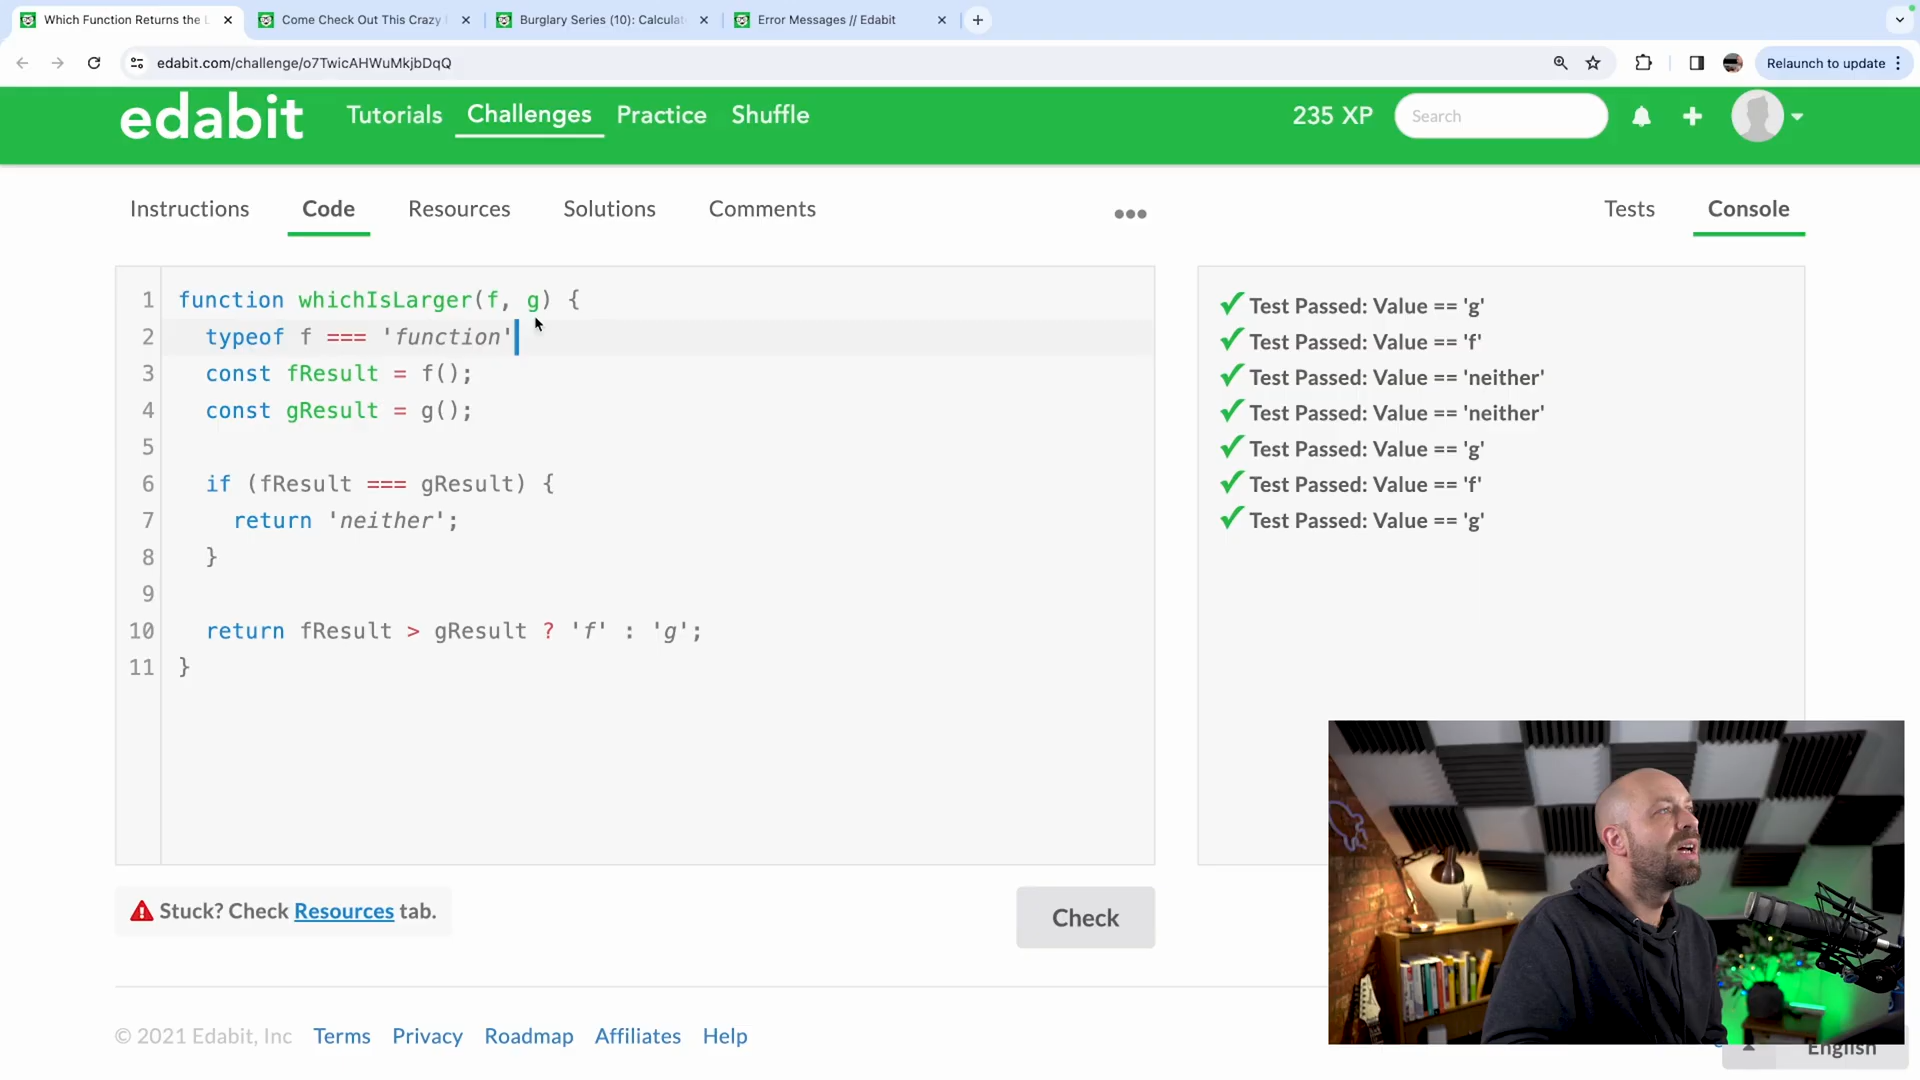 Which Function Returns the L
Come Check Out This Crazy
Burglary Series (10): Calculat
Error Messages // Edabit
edabit.com/challenge/o7TwicAHWuMkjbDqQ
Relaunch to update
edabit
Tutorials
Challenges
Practice
Shuffle
235 XP
Search
Instructions
Code
Resources
Solutions
Comments
Tests
Console
1 function whichIsLarger(f, g) {
2 typeof f === 'function'
3 const fResult = f();
4 const gResult = g();
5
6 if (fResult === gResult) {
7 return 'neither';
8 }
9
10 return fResult > gResult ? 'f' : 'g';
11 }
Test Passed: Value == 'g'
Test Passed: Value == 'f'
Test Passed: Value == 'neither'
Test Passed: Value == 'neither'
Test Passed: Value == 'g'
Test Passed: Value == 'f'
Test Passed: Value == 'g'
Stuck? Check Resources tab.
Check
© 2021 Edabit, Inc
Terms
Privacy
Roadmap
Affiliates
Help
English